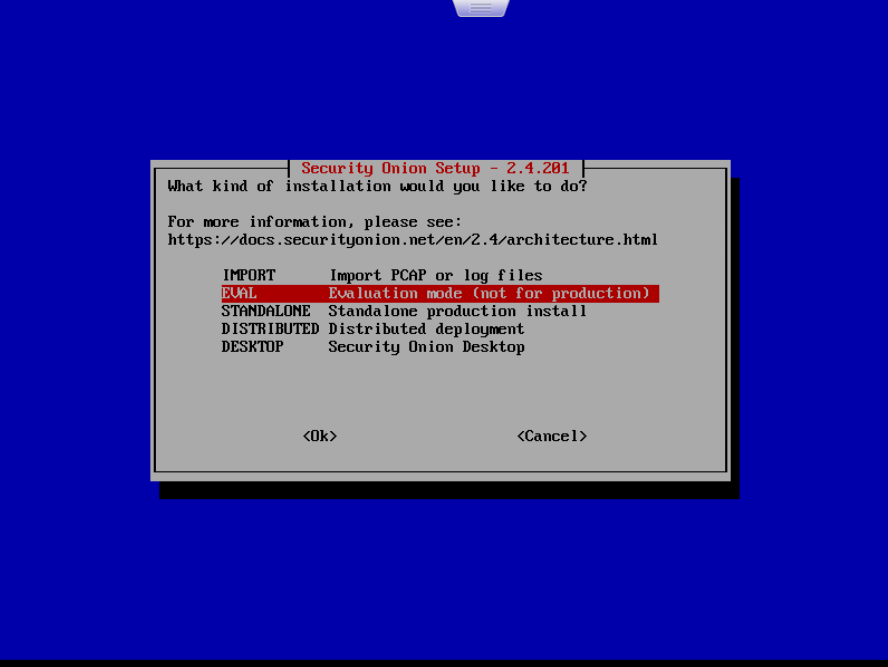 Security Onion Setup - 2.4.201
What kind of installation would you like to do?
For more information, please see:
https://docs.securityonion.net/en/2.4/architecture.html
IMPORT Import PCAP or log files
EVAL Evaluation mode (not for production)
STANDALONE Standalone production install
DISTRIBUTED Distributed deployment
DESKTOP Security Onion Desktop
<Ok> <Cancel>